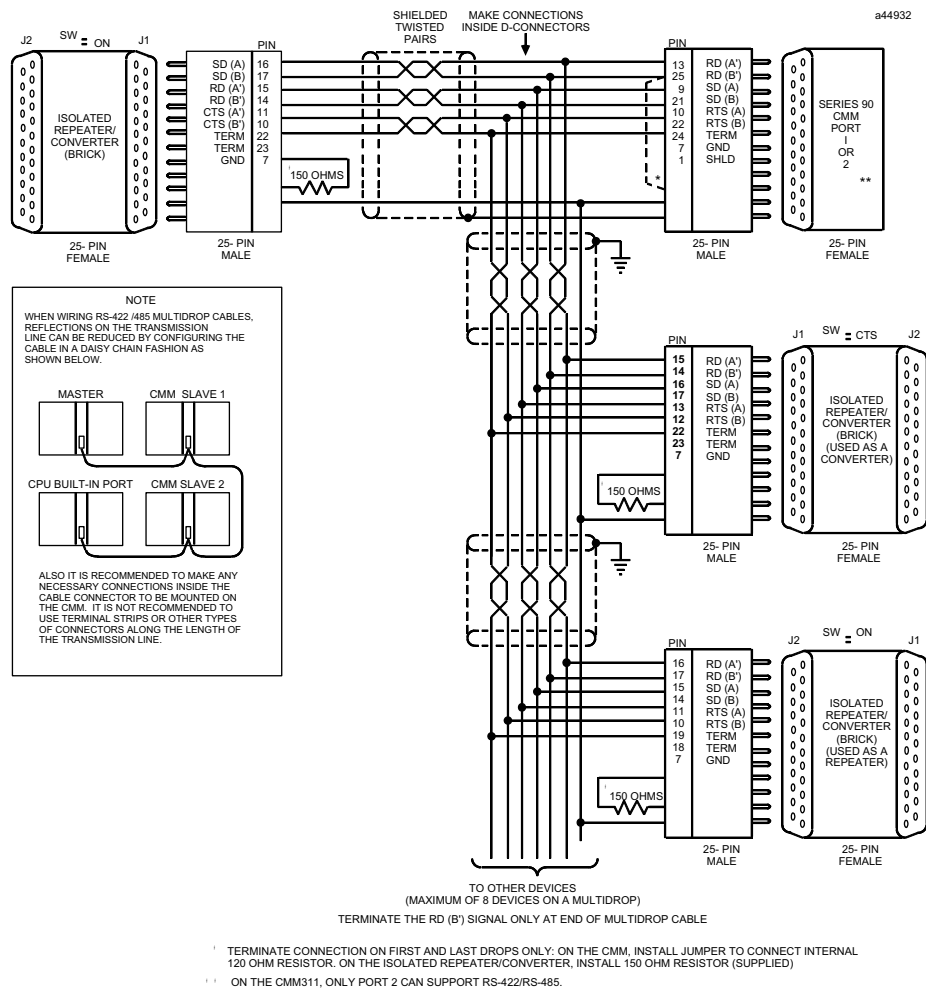 a44932
SHIELDED
TWISTED
PAIRS
MAKE CONNECTIONS
INSIDE D-CONNECTORS
J2
SW
ON
J1
PIN
SD (A) 16
SD (B) 17
RD (A') 15
RD (B') 14
CTS (A') 11
CTS (B') 10
TERM 22
TERM 23
GND 7
ISOLATED
REPEATER/
CONVERTER
(BRICK)
150 OHMS
25- PIN
FEMALE
25- PIN
MALE
PIN
13 RD (A')
25 RD (B')
9 SD (A)
21 SD (B)
10 RTS (A)
22 RTS (B)
24 TERM
7 GND
1 SHLD
*
SERIES 90
CMM
PORT
I
OR
2
**
25- PIN
MALE
25- PIN
FEMALE
NOTE
WHEN WIRING RS-422 /485 MULTIDROP CABLES,
REFLECTIONS ON THE TRANSMISSION
LINE CAN BE REDUCED BY CONFIGURING THE
CABLE IN A DAISY CHAIN FASHION AS
SHOWN BELOW.
MASTER
CMM SLAVE 1
CPU BUILT-IN PORT
CMM SLAVE 2
ALSO IT IS RECOMMENDED TO MAKE ANY
NECESSARY CONNECTIONS INSIDE THE
CABLE CONNECTOR TO BE MOUNTED ON
THE CMM. IT IS NOT RECOMMENDED TO
USE TERMINAL STRIPS OR OTHER TYPES
OF CONNECTORS ALONG THE LENGTH OF
THE TRANSMISSION LINE.
PIN
15 RD (A')
14 RD (B')
16 SD (A)
17 SD (B)
13 RTS (A)
12 RTS (B)
22 TERM
23 TERM
7 GND
150 OHMS
J1
SW
CTS
J2
ISOLATED
REPEATER/
CONVERTER
(BRICK)
(USED AS A
CONVERTER)
25- PIN
MALE
25- PIN
FEMALE
PIN
16 RD (A')
17 RD (B')
15 SD (A)
14 SD (B)
11 RTS (A)
10 RTS (B)
19 TERM
18 TERM
7 GND
150 OHMS
J2
SW
ON
J1
ISOLATED
REPEATER/
CONVERTER
(BRICK)
(USED AS A
REPEATER)
25- PIN
MALE
25- PIN
FEMALE
TO OTHER DEVICES
(MAXIMUM OF 8 DEVICES ON A MULTIDROP)
TERMINATE THE RD (B') SIGNAL ONLY AT END OF MULTIDROP CABLE
TERMINATE CONNECTION ON FIRST AND LAST DROPS ONLY: ON THE CMM, INSTALL JUMPER TO CONNECT INTERNAL
120 OHM RESISTOR. ON THE ISOLATED REPEATER/CONVERTER, INSTALL 150 OHM RESISTOR (SUPPLIED)
ON THE CMM311, ONLY PORT 2 CAN SUPPORT RS-422/RS-485.